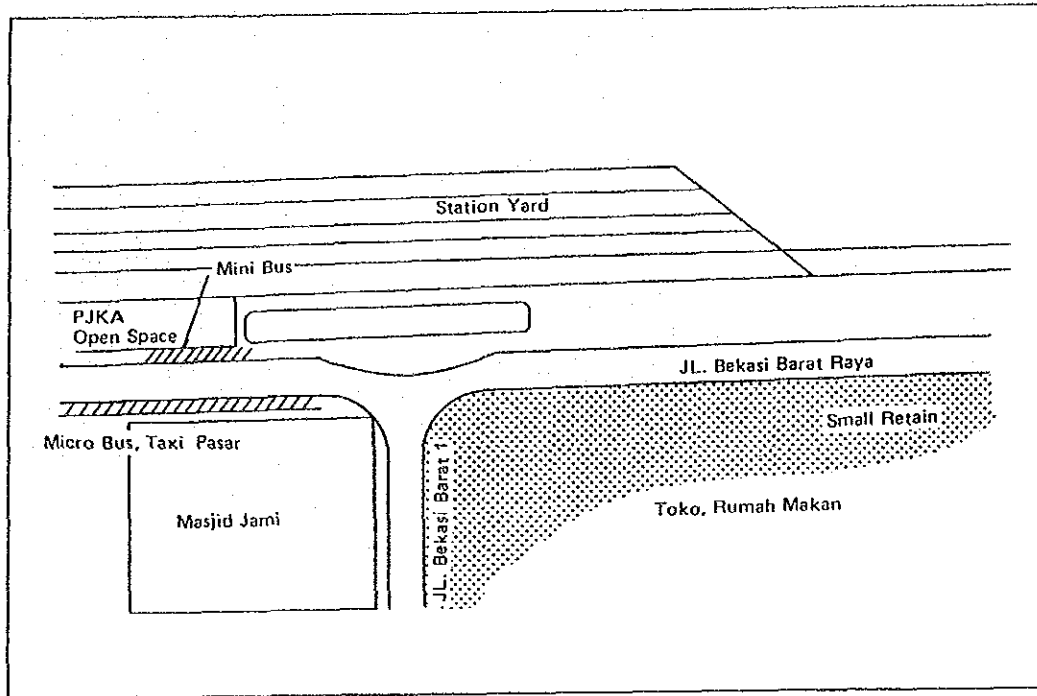 Station Yard
Mini Bus
PJKA
Open Space
JL. Bekasi Barat Raya
Small Retain
Micro Bus, Taxi Pasar
JL. Bekasi Barat 1
Toko, Rumah Makan
Masjid Jami